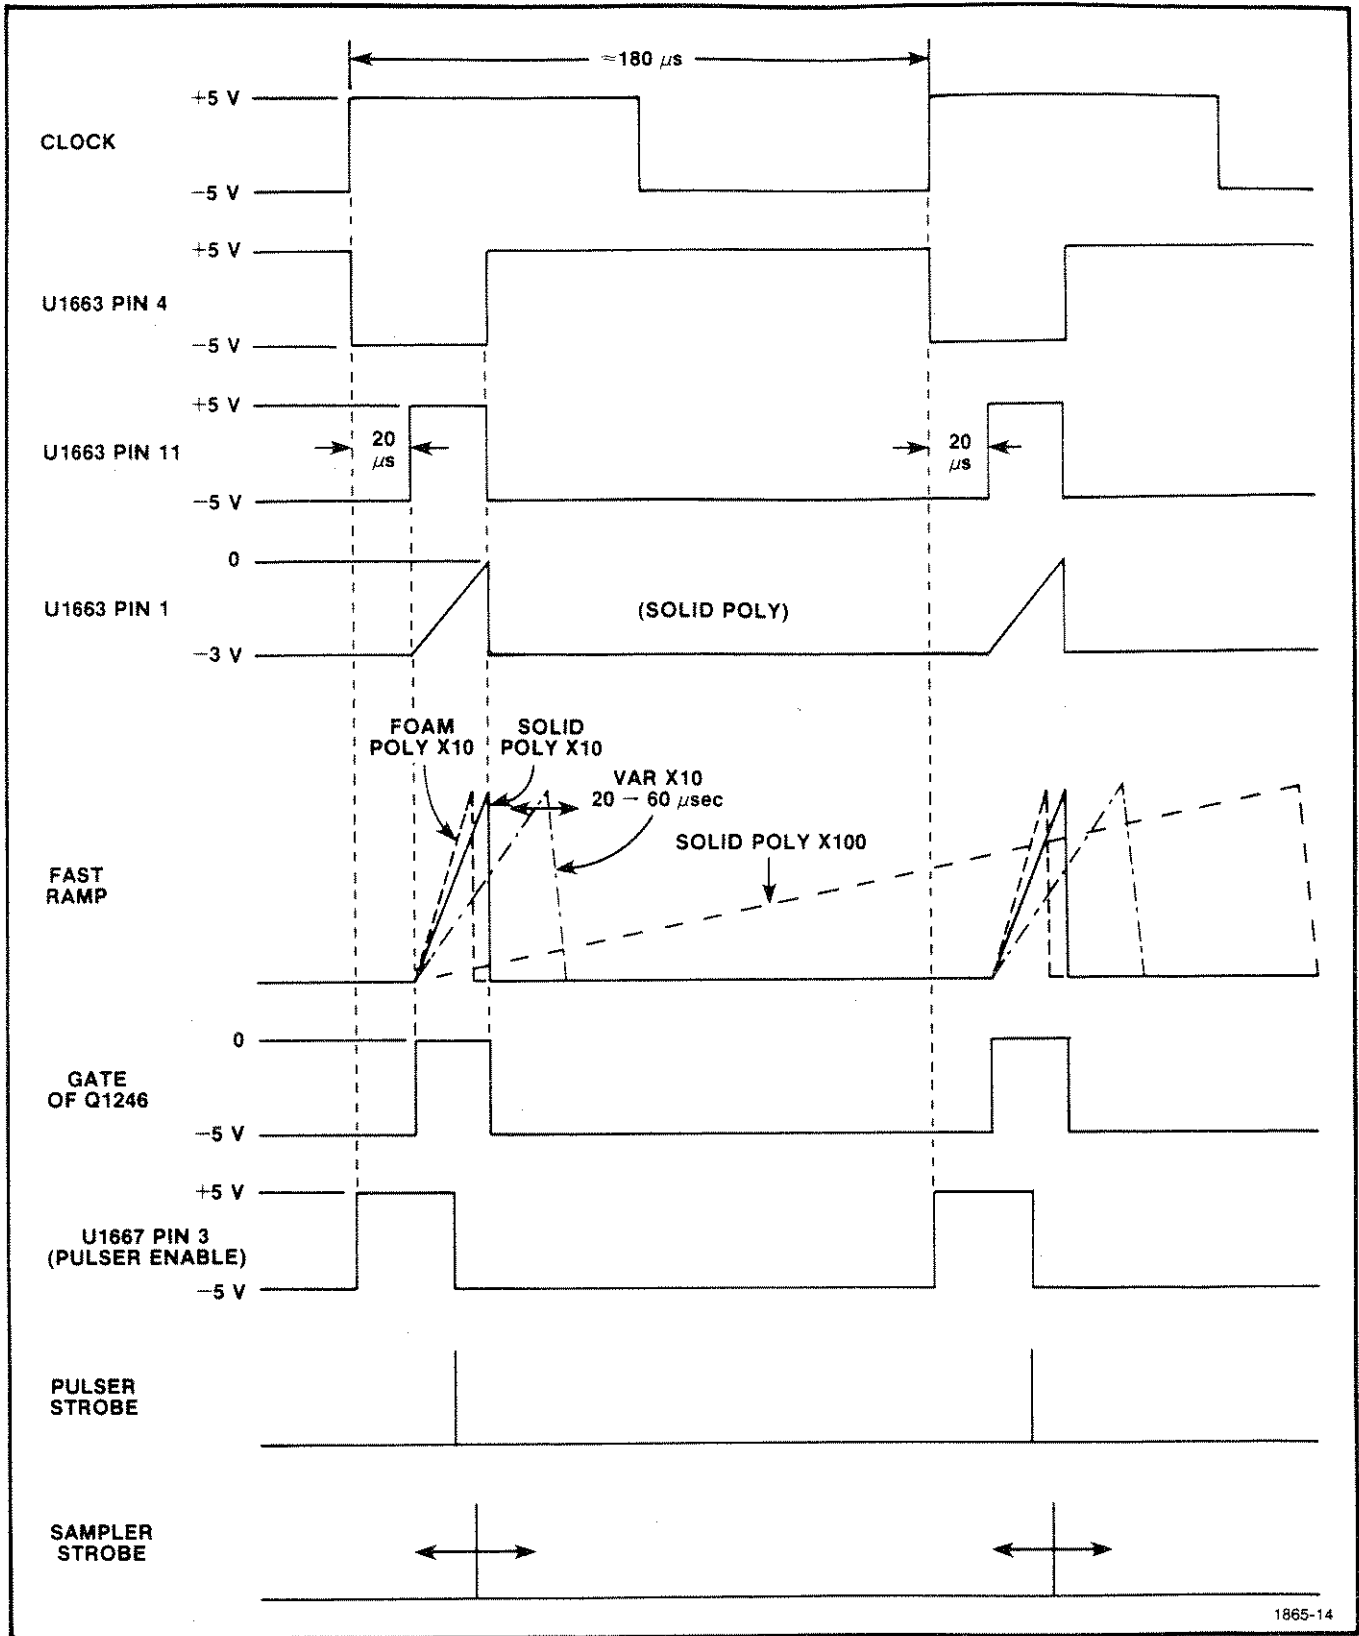 ≈180 μs
+5 V
CLOCK
−5 V
+5 V
U1663 PIN 4
−5 V
+5 V
U1663 PIN 11
20
μs
20
μs
−5 V
0
U1663 PIN 1
(SOLID POLY)
−3 V
FOAM
POLY X10
SOLID
POLY X10
VAR X10
20 − 60 μsec
SOLID POLY X100
FAST
RAMP
0
GATE
OF Q1246
−5 V
+5 V
U1667 PIN 3
(PULSER ENABLE)
−5 V
PULSER
STROBE
SAMPLER
STROBE
1865-14